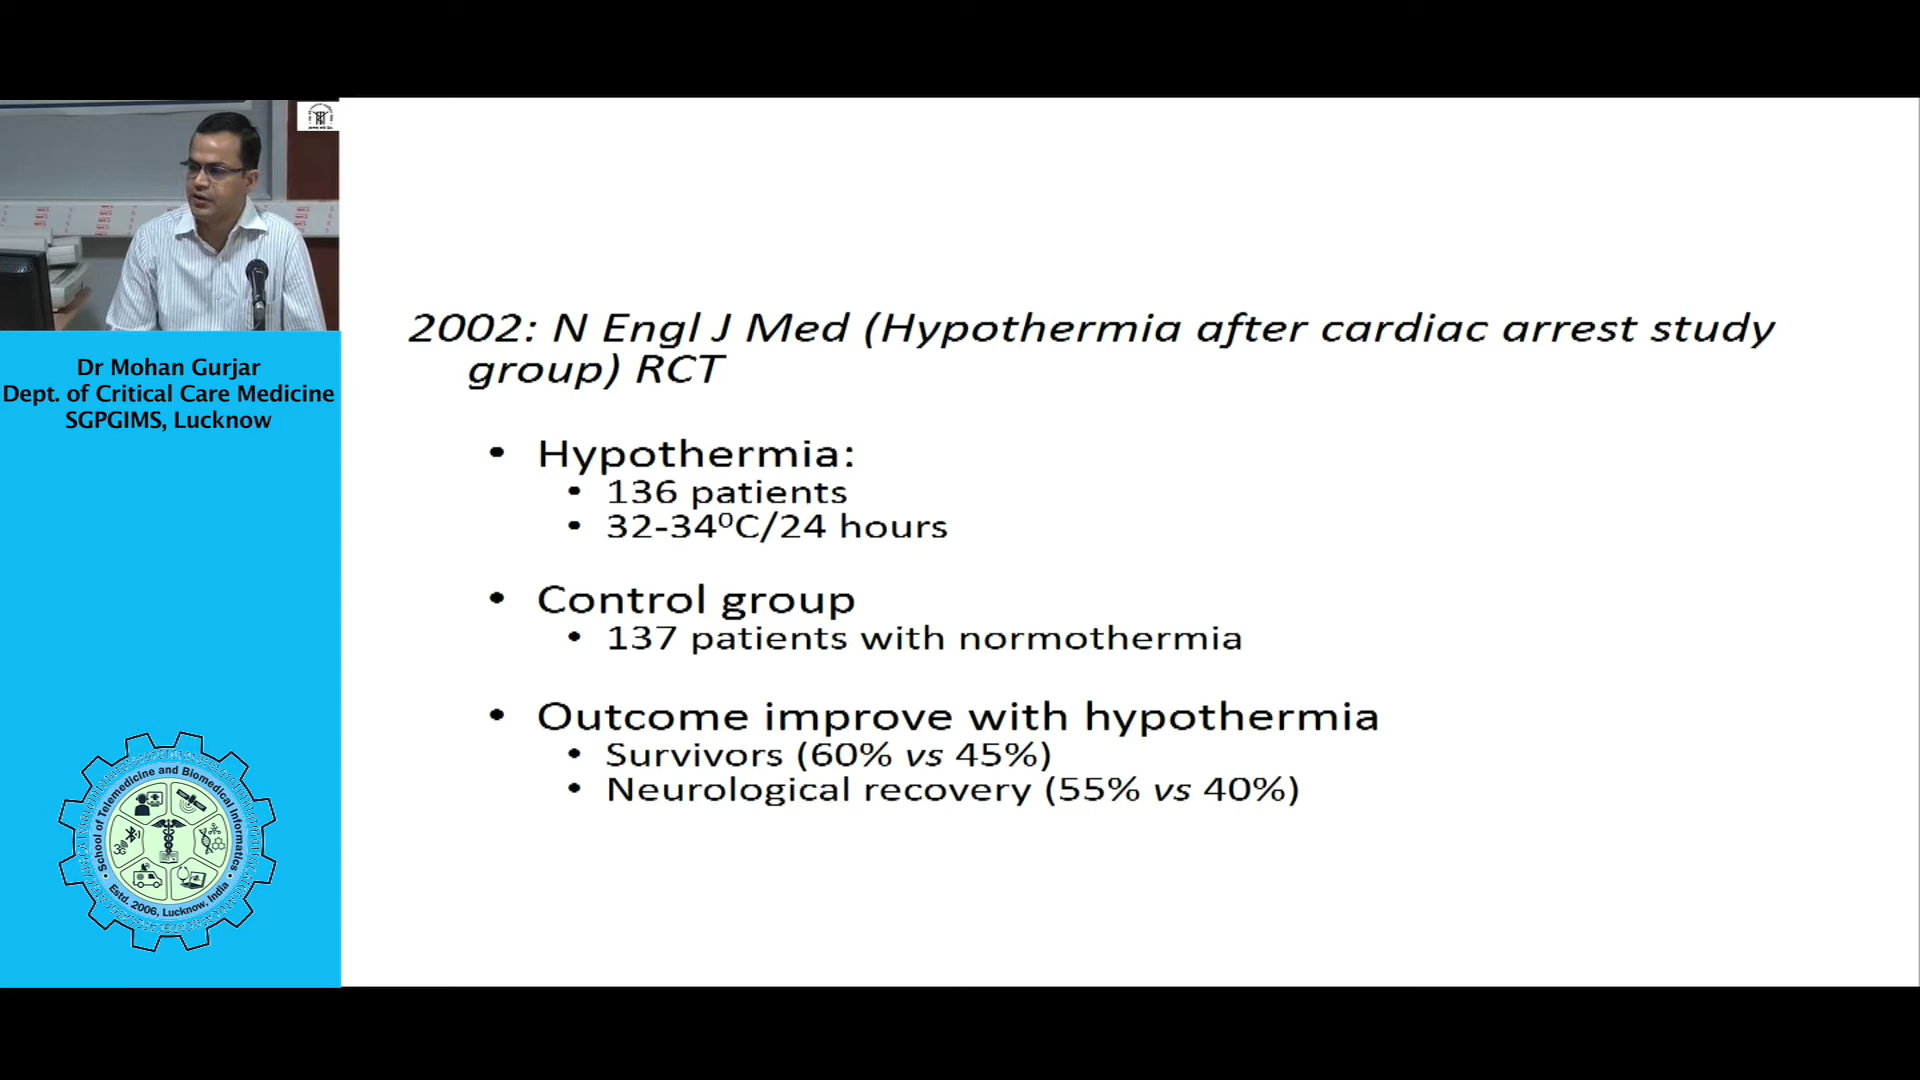 Dr Mohan Gurjar
Dept. of Critical Care Medicine
SGPGIMS, Lucknow
School of Telemedicine and Biomedical Informatics
Estd. 2006, Lucknow, India
2002: N Engl J Med (Hypothermia after cardiac arrest study
group) RCT
• Hypothermia:
• 136 patients
• 32-34⁰C/24 hours
• Control group
• 137 patients with normothermia
• Outcome improve with hypothermia
• Survivors (60% vs 45%)
• Neurological recovery (55% vs 40%)